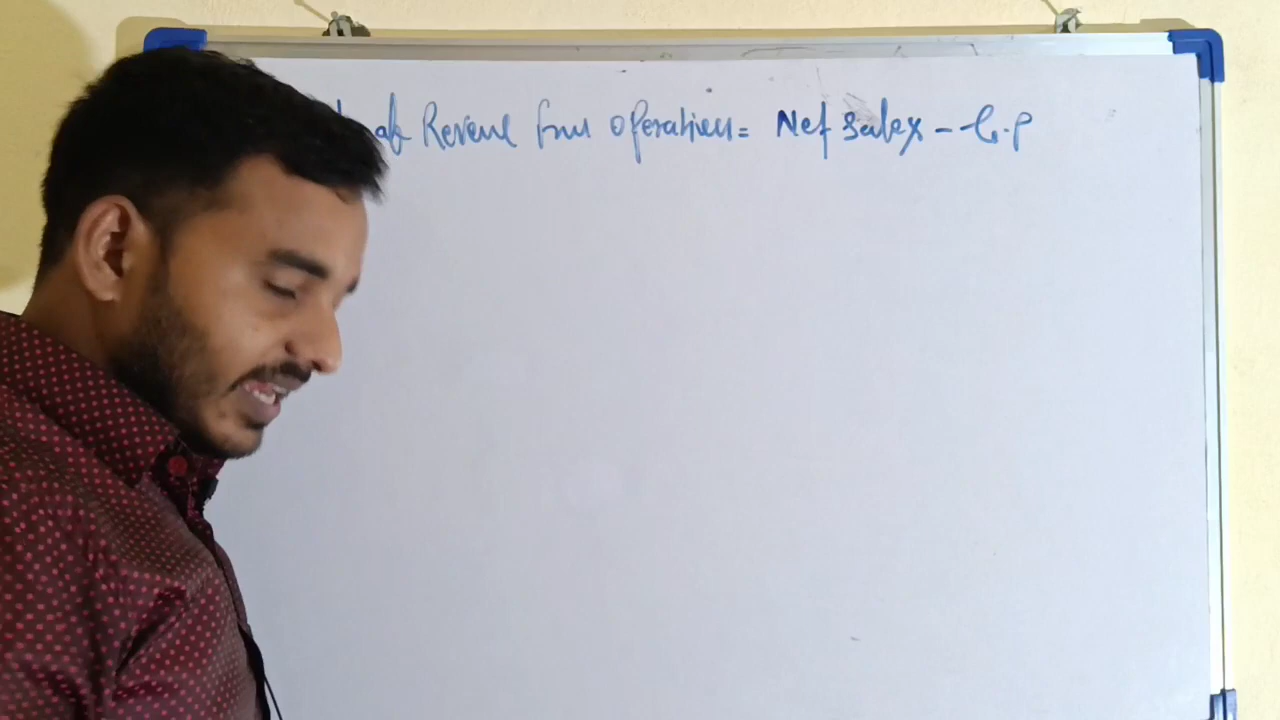 of Revenue from operations = Net sales - G.P